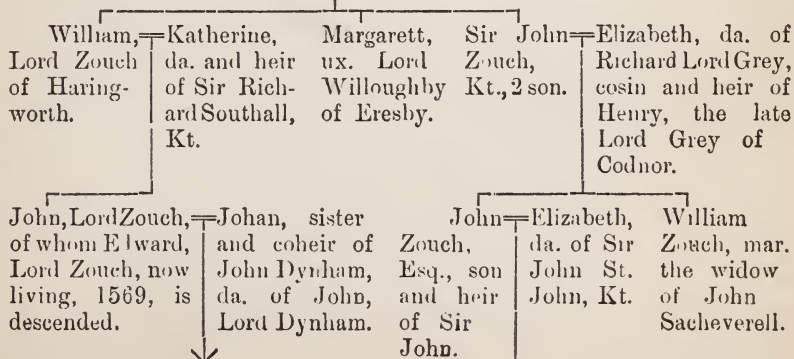 William,
Lord Zouch
of Haring-
worth.
Katherine,
da. and heir
of Sir Rich-
ard Southall,
Kt.
Margarett,
ux. Lord
Willoughby
of Eresby.
Sir John
Zouch,
Kt., 2 son.
Elizabeth, da. of
Richard Lord Grey,
cosin and heir of
Henry, the late
Lord Grey of
Codnor.
John, Lord Zouch,
of whom Edward,
Lord Zouch, now
living, 1569, is
descended.
Johan, sister
and coheir of
John Dynham,
da. of John,
Lord Dynham.
John
Zouch,
Esq., son
and heir
of Sir
John.
Elizabeth,
da. of Sir
John St.
John, Kt.
William
Zouch, mar.
the widow
of John
Sacheverell.